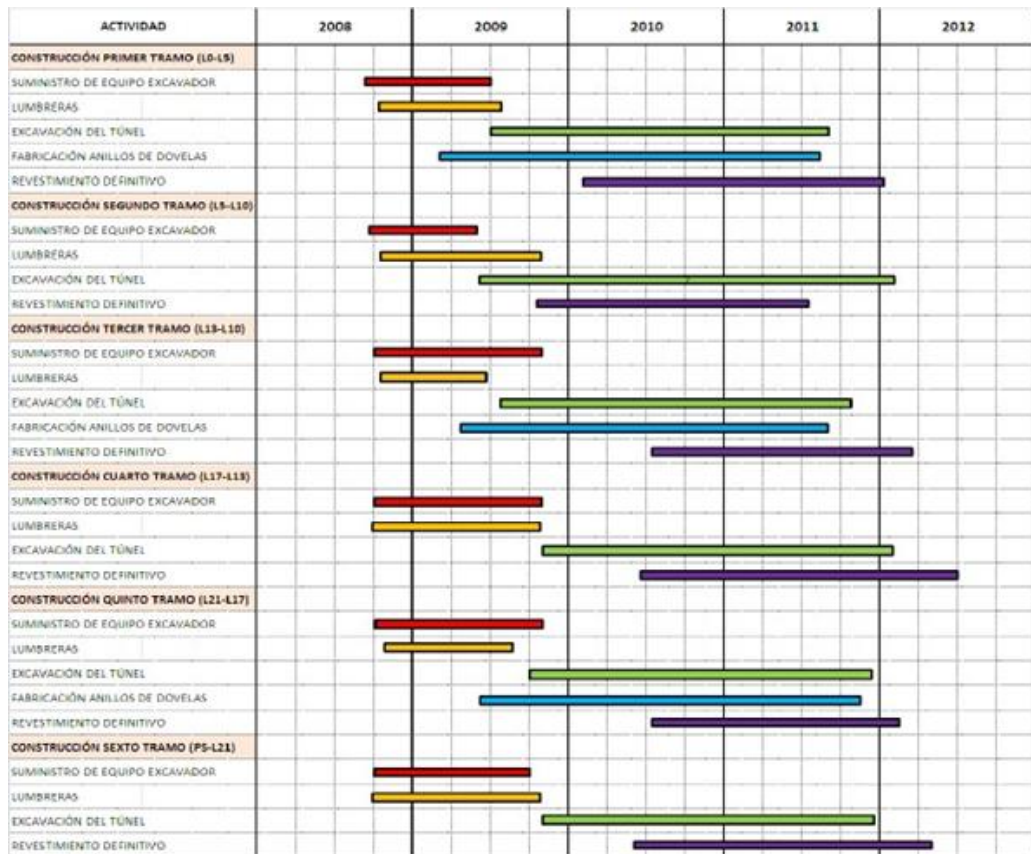 ACTIVIDAD 2008 2009 2010 2011 2012
CONSTRUCCIÓN PRIMER TRAMO (L0-L5)
SUMINISTRO DE EQUIPO EXCAVADOR
LUMBRERAS
EXCAVACIÓN DEL TÚNEL
FABRICACIÓN ANILLOS DE DOVELAS
REVESTIMIENTO DEFINITIVO
CONSTRUCCIÓN SEGUNDO TRAMO (L5-L10)
SUMINISTRO DE EQUIPO EXCAVADOR
LUMBRERAS
EXCAVACIÓN DEL TÚNEL
REVESTIMIENTO DEFINITIVO
CONSTRUCCIÓN TERCER TRAMO (L13-L10)
SUMINISTRO DE EQUIPO EXCAVADOR
LUMBRERAS
EXCAVACIÓN DEL TÚNEL
FABRICACIÓN ANILLOS DE DOVELAS
REVESTIMIENTO DEFINITIVO
CONSTRUCCIÓN CUARTO TRAMO (L17-L13)
SUMINISTRO DE EQUIPO EXCAVADOR
LUMBRERAS
EXCAVACIÓN DEL TÚNEL
REVESTIMIENTO DEFINITIVO
CONSTRUCCIÓN QUINTO TRAMO (L21-L17)
SUMINISTRO DE EQUIPO EXCAVADOR
LUMBRERAS
EXCAVACIÓN DEL TÚNEL
FABRICACIÓN ANILLOS DE DOVELAS
REVESTIMIENTO DEFINITIVO
CONSTRUCCIÓN SEXTO TRAMO (PS-L21)
SUMINISTRO DE EQUIPO EXCAVADOR
LUMBRERAS
EXCAVACIÓN DEL TÚNEL
REVESTIMIENTO DEFINITIVO